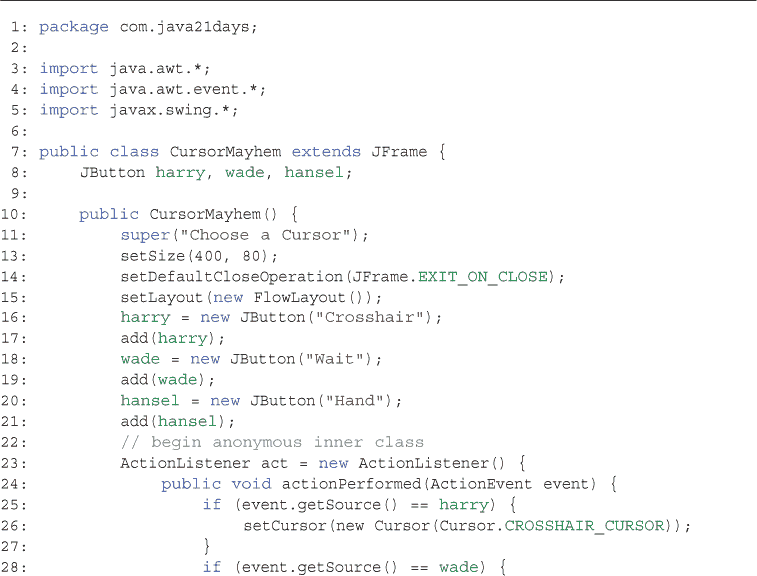 1: package com.java21days;
2:
3: import java.awt.*;
4: import java.awt.event.*;
5: import javax.swing.*;
6:
7: public class CursorMayhem extends JFrame {
8:     JButton harry, wade, hansel;
9:
10:     public CursorMayhem() {
11:         super("Choose a Cursor");
13:         setSize(400, 80);
14:         setDefaultCloseOperation(JFrame.EXIT_ON_CLOSE);
15:         setLayout(new FlowLayout());
16:         harry = new JButton("Crosshair");
17:         add(harry);
18:         wade = new JButton("Wait");
19:         add(wade);
20:         hansel = new JButton("Hand");
21:         add(hansel);
22:         // begin anonymous inner class
23:         ActionListener act = new ActionListener() {
24:             public void actionPerformed(ActionEvent event) {
25:                 if (event.getSource() == harry) {
26:                     setCursor(new Cursor(Cursor.CROSSHAIR_CURSOR));
27:                 }
28:                 if (event.getSource() == wade) {